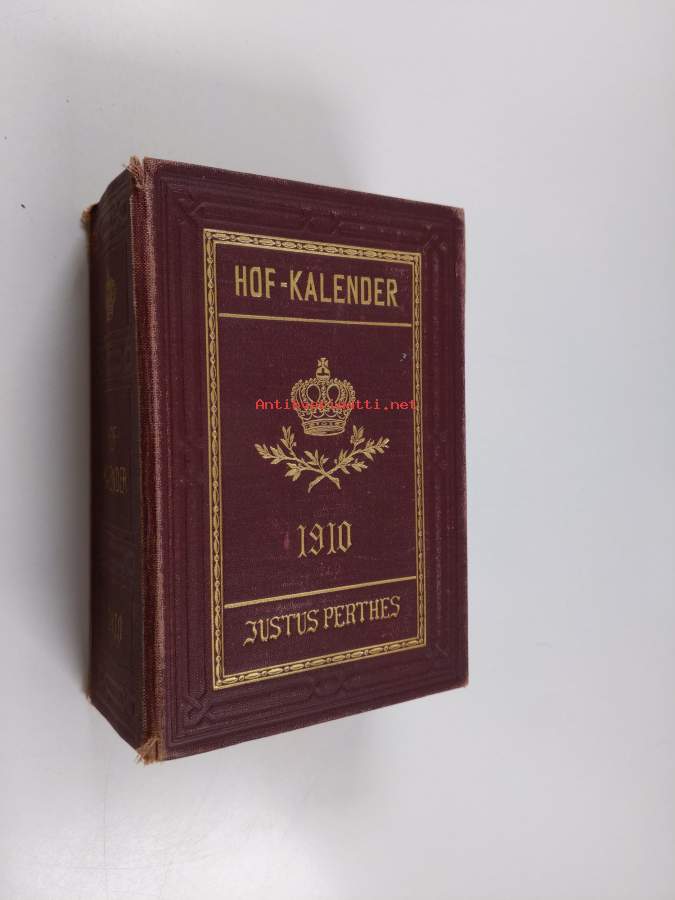 HOF-KALENDER
Antikvariaatti.net
1910
JUSTUS PERTHES